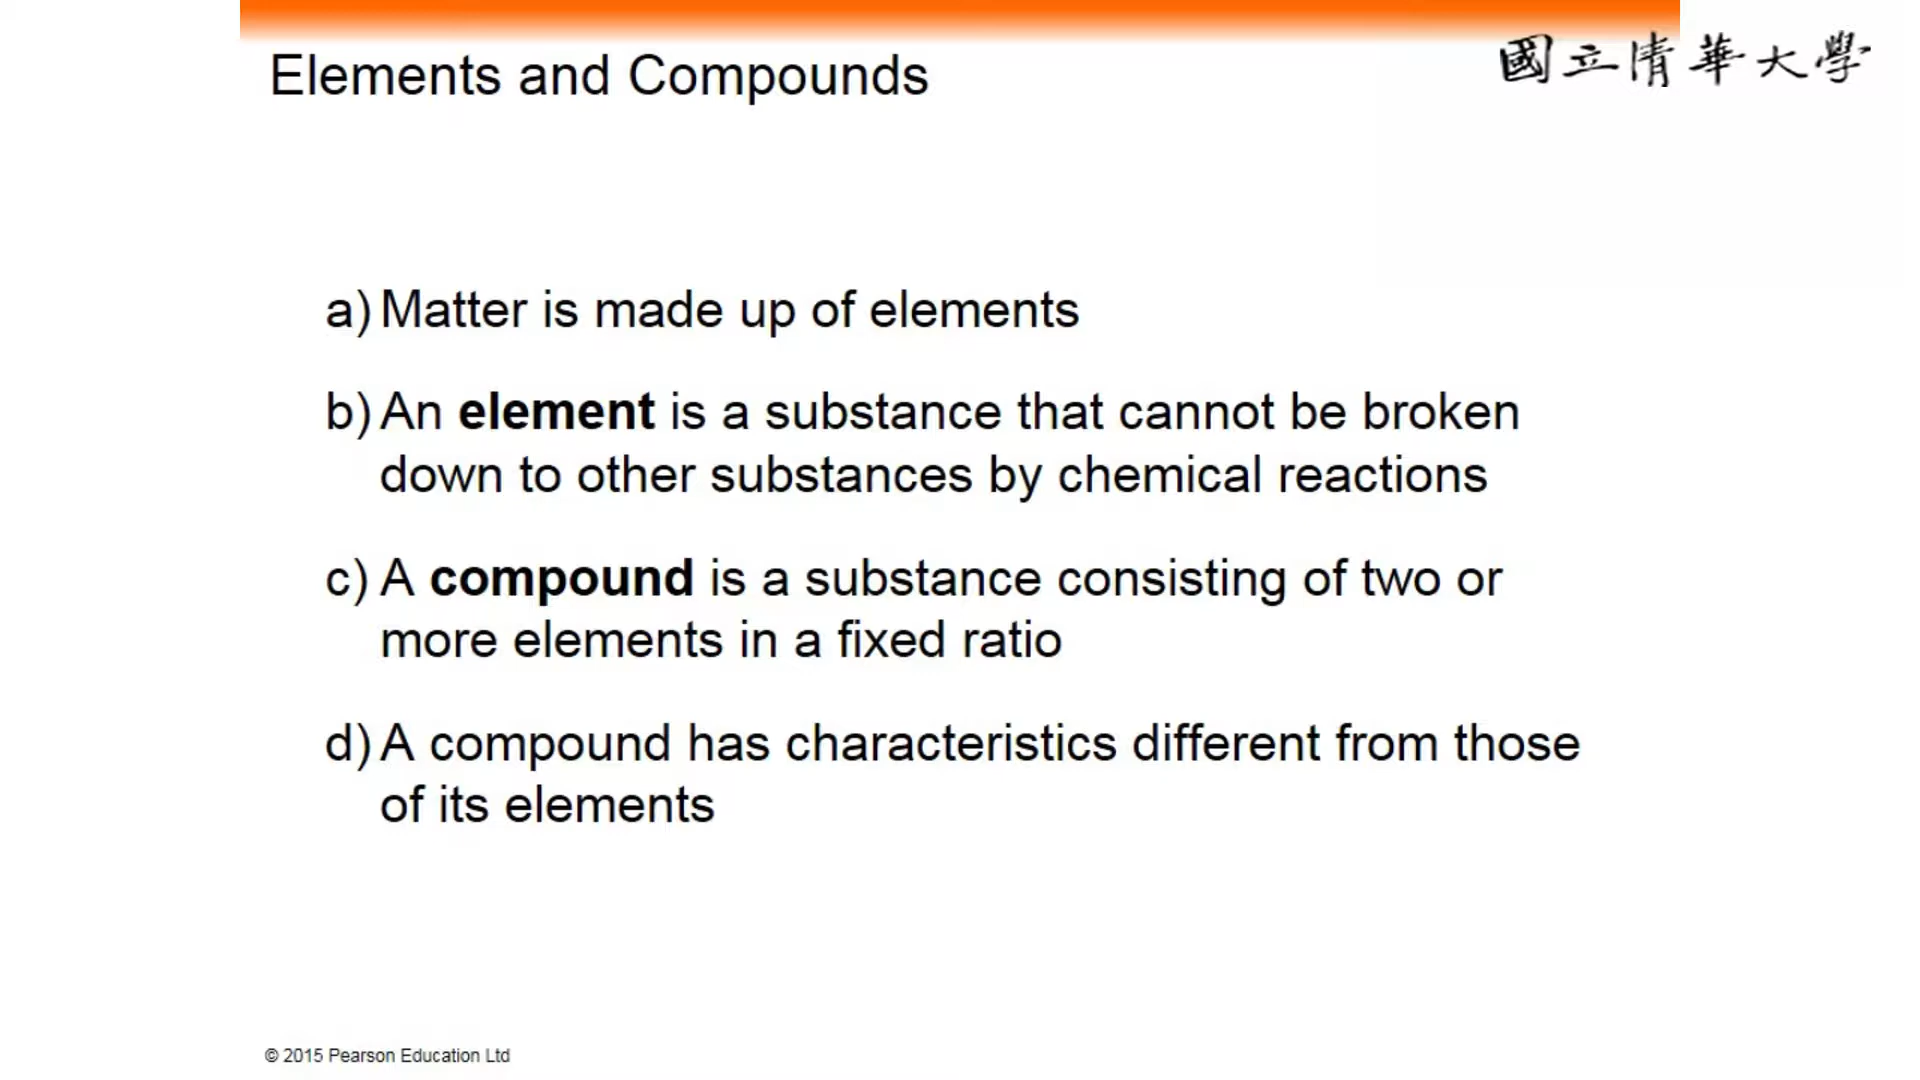 Elements and Compounds
國立清華大學
a) Matter is made up of elements
b) An element is a substance that cannot be broken
down to other substances by chemical reactions
c) A compound is a substance consisting of two or
more elements in a fixed ratio
d) A compound has characteristics different from those
of its elements
© 2015 Pearson Education Ltd